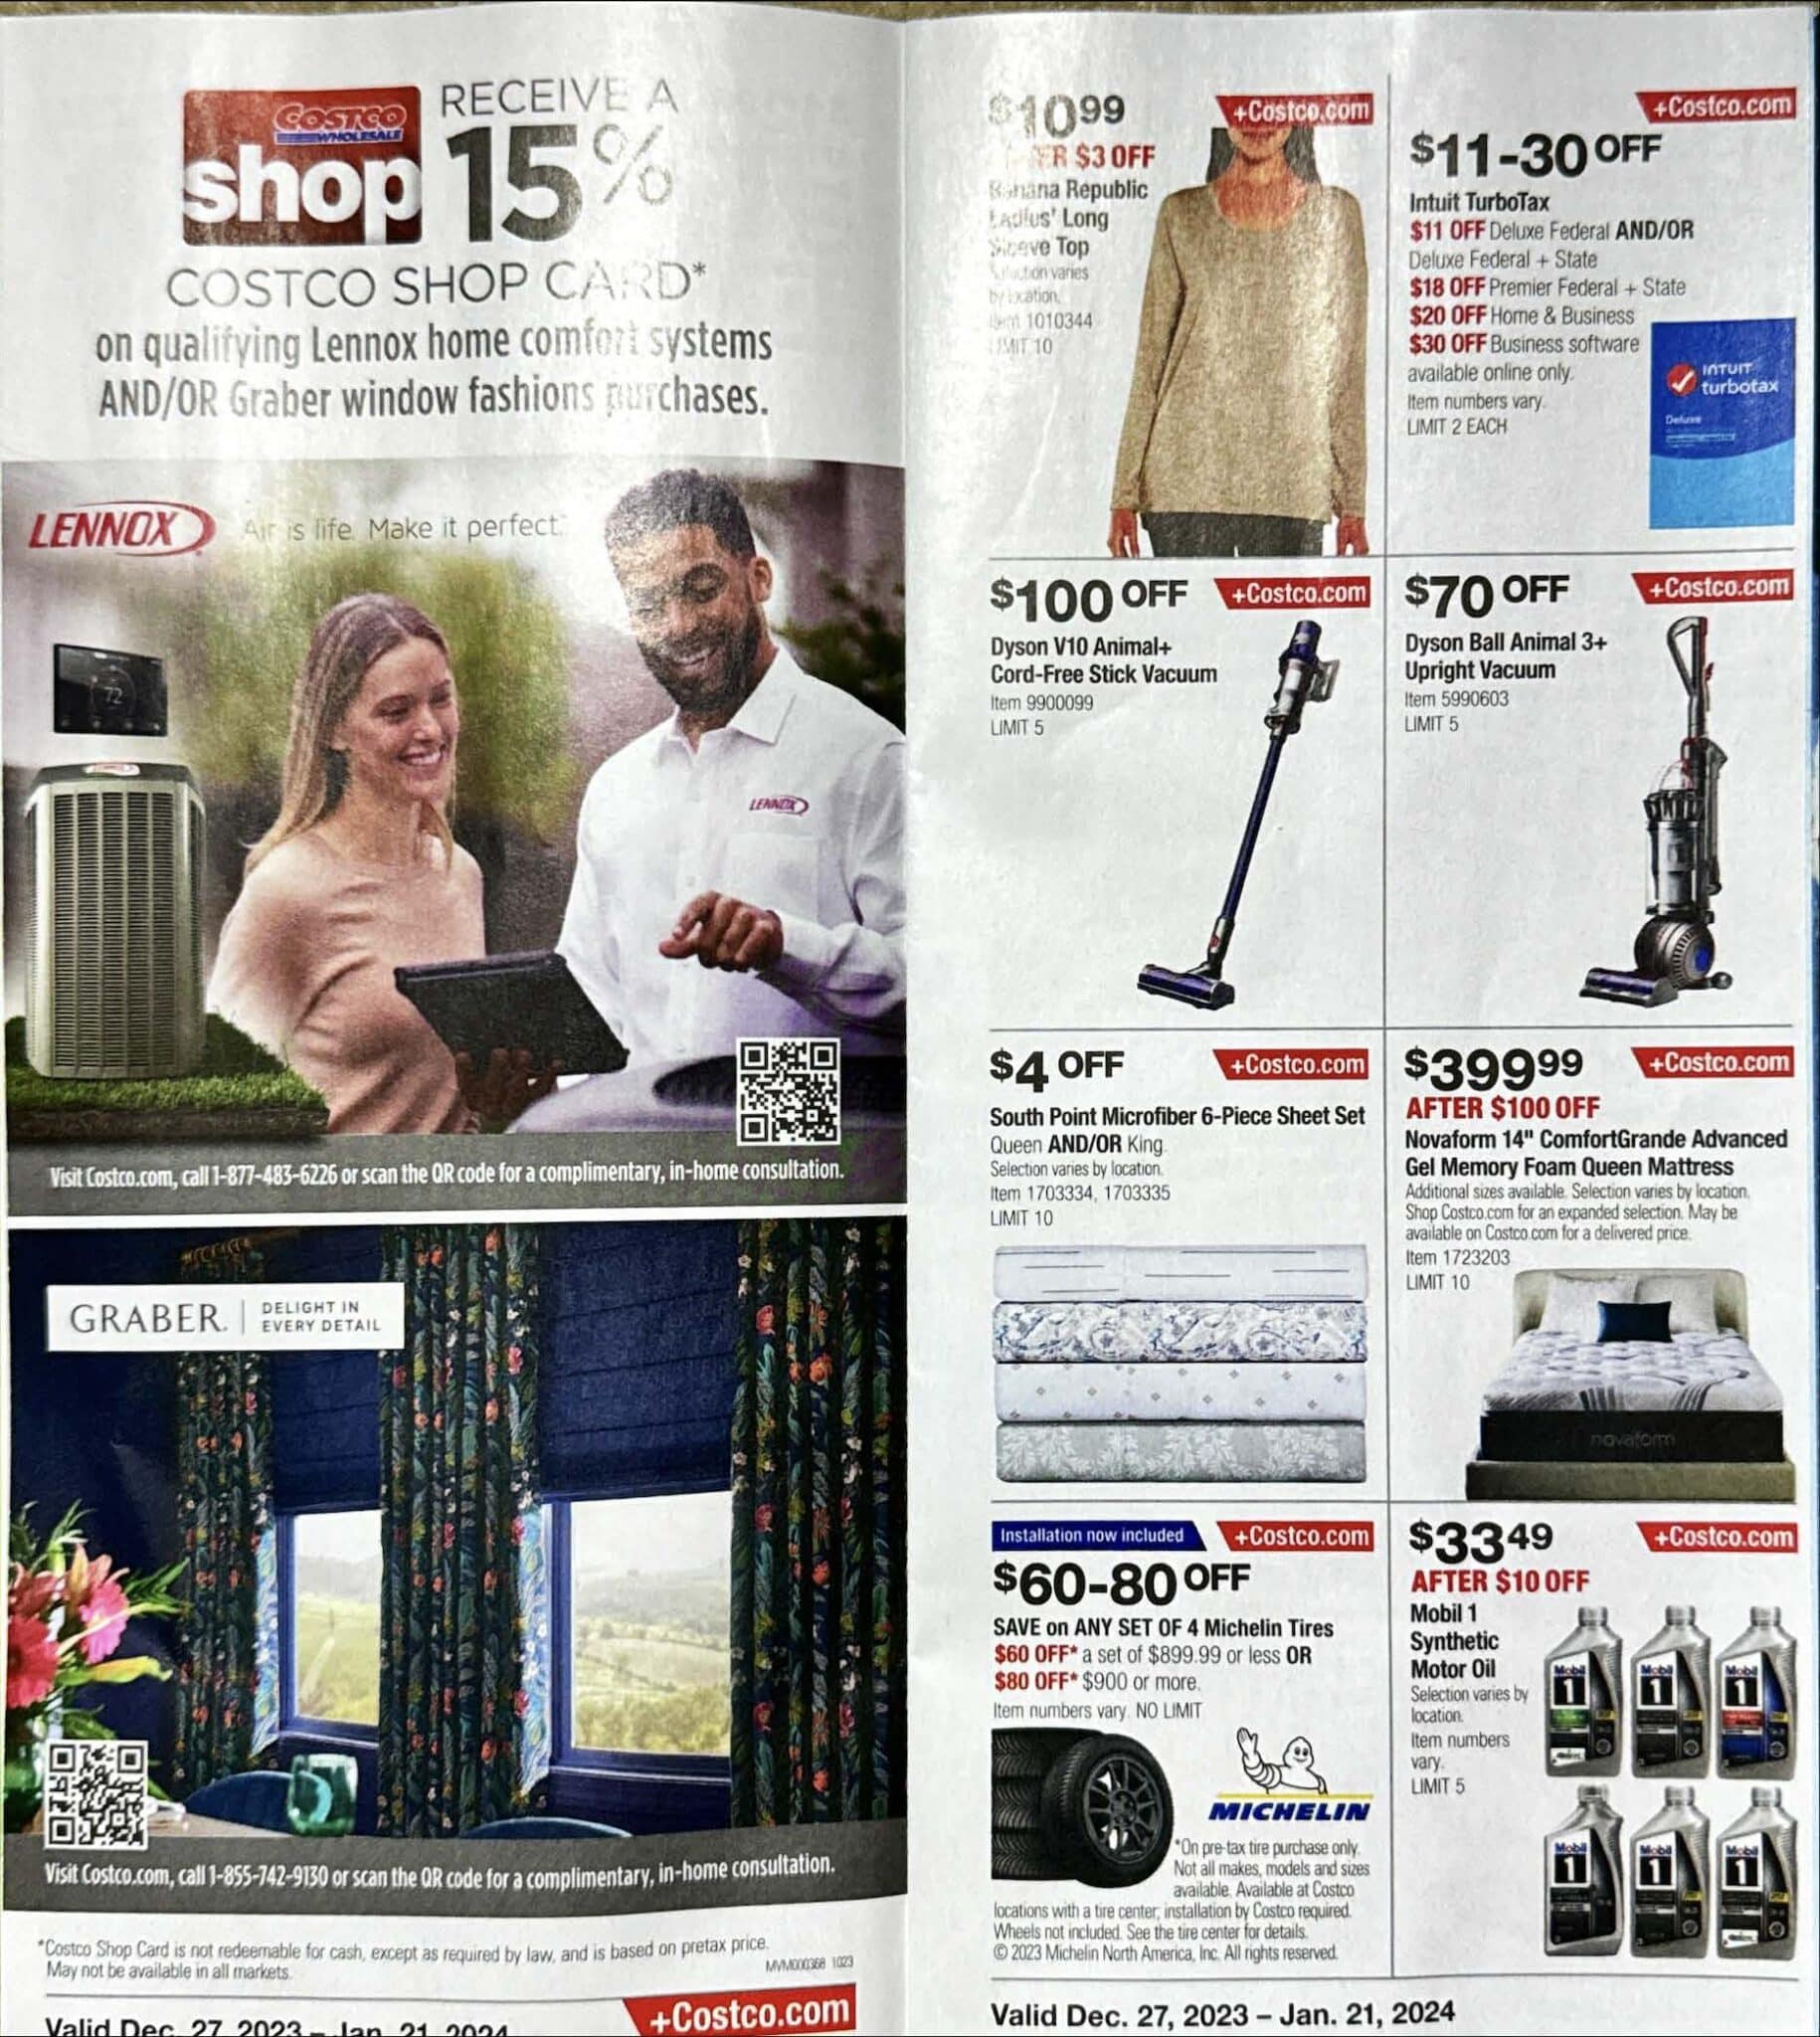 COSTCO
WHOLESALE
shop
RECEIVE A
15%
COSTCO SHOP CARD*
on qualifying Lennox home comfort systems
AND/OR Graber window fashions purchases.
LENNOX
Air is life. Make it perfect.
72
LENNOX
Visit Costco.com, call 1-877-483-6226 or scan the QR code for a complimentary, in-home consultation.
GRABER
DELIGHT IN
EVERY DETAIL
Visit Costco.com, call 1-855-742-9130 or scan the QR code for a complimentary, in-home consultation.
*Costco Shop Card is not redeemable for cash, except as required by law, and is based on pretax price.
May not be available in all markets.
MVM000368 1023
Valid Dec. 27, 2023 – Jan. 21, 2024
+Costco.com
$10.99
+Costco.com
$3 OFF
Banana Republic
Ladies' Long
Sleeve Top
Selection varies
by location.
Item 1010344
LIMIT 10
+Costco.com
$11-30 OFF
Intuit TurboTax
$11 OFF Deluxe Federal AND/OR
Deluxe Federal + State
$18 OFF Premier Federal + State
$20 OFF Home & Business
$30 OFF Business software
available online only.
Item numbers vary.
LIMIT 2 EACH
INTUIT
turbotax
Deluxe
$100 OFF
+Costco.com
Dyson V10 Animal+
Cord-Free Stick Vacuum
Item 9900099
LIMIT 5
$70 OFF
+Costco.com
Dyson Ball Animal 3+
Upright Vacuum
Item 5990603
LIMIT 5
$4 OFF
+Costco.com
South Point Microfiber 6-Piece Sheet Set
Queen AND/OR King.
Selection varies by location.
Item 1703334, 1703335
LIMIT 10
$399.99
+Costco.com
AFTER $100 OFF
Novaform 14" ComfortGrande Advanced
Gel Memory Foam Queen Mattress
Additional sizes available. Selection varies by location.
Shop Costco.com for an expanded selection. May be
available on Costco.com for a delivered price.
Item 1723203
LIMIT 10
novaform
Installation now included
+Costco.com
$60-80 OFF
SAVE on ANY SET OF 4 Michelin Tires
$60 OFF* a set of $899.99 or less OR
$80 OFF* $900 or more.
Item numbers vary. NO LIMIT
MICHELIN
*On pre-tax tire purchase only.
Not all makes, models and sizes
available. Available at Costco
locations with a tire center; installation by Costco required.
Wheels not included. See the tire center for details.
© 2023 Michelin North America, Inc. All rights reserved.
$33.49
+Costco.com
AFTER $10 OFF
Mobil 1
Synthetic
Motor Oil
Selection varies by
location.
Item numbers
vary.
LIMIT 5
Mobil 1
Mobil 1
Mobil 1
Mobil 1
Mobil 1
Mobil 1
Valid Dec. 27, 2023 – Jan. 21, 2024